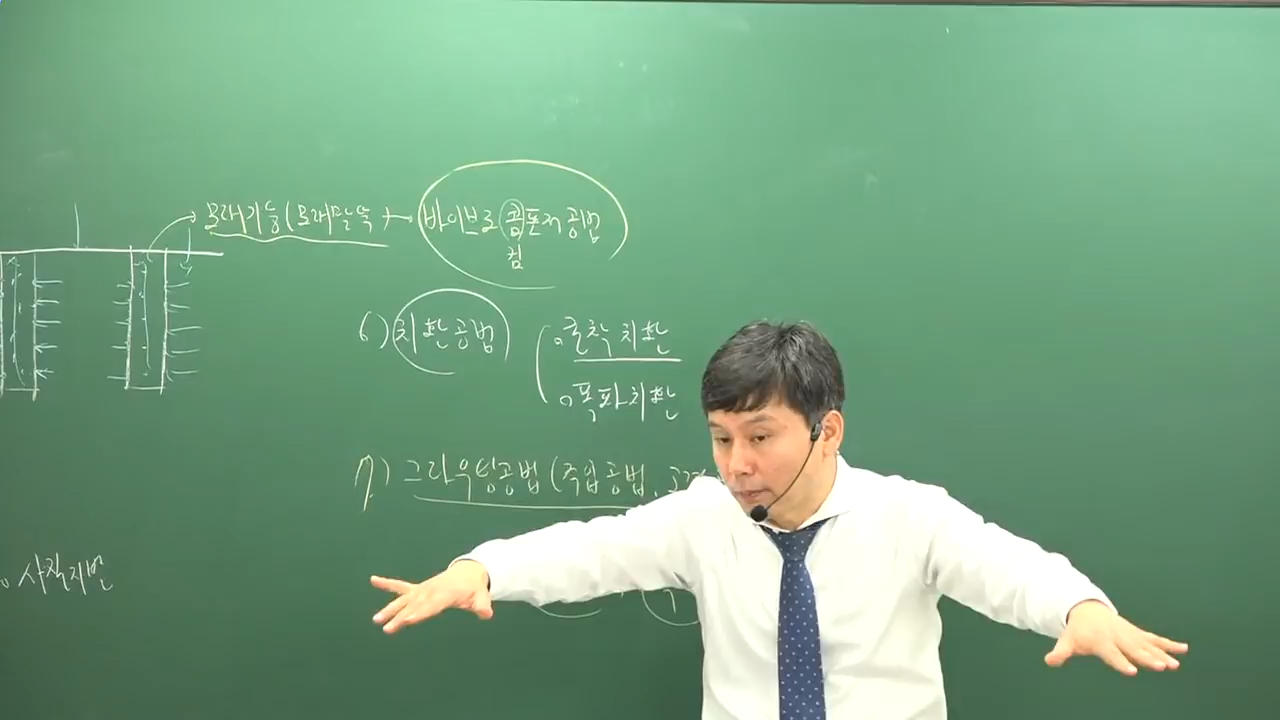 모래기둥(모래말뚝)
바이브로 콤포저 공법
침
6) 치환공법
굴착 치환
폭파치환
7) 그라우팅공법(주입공법,
사질지반